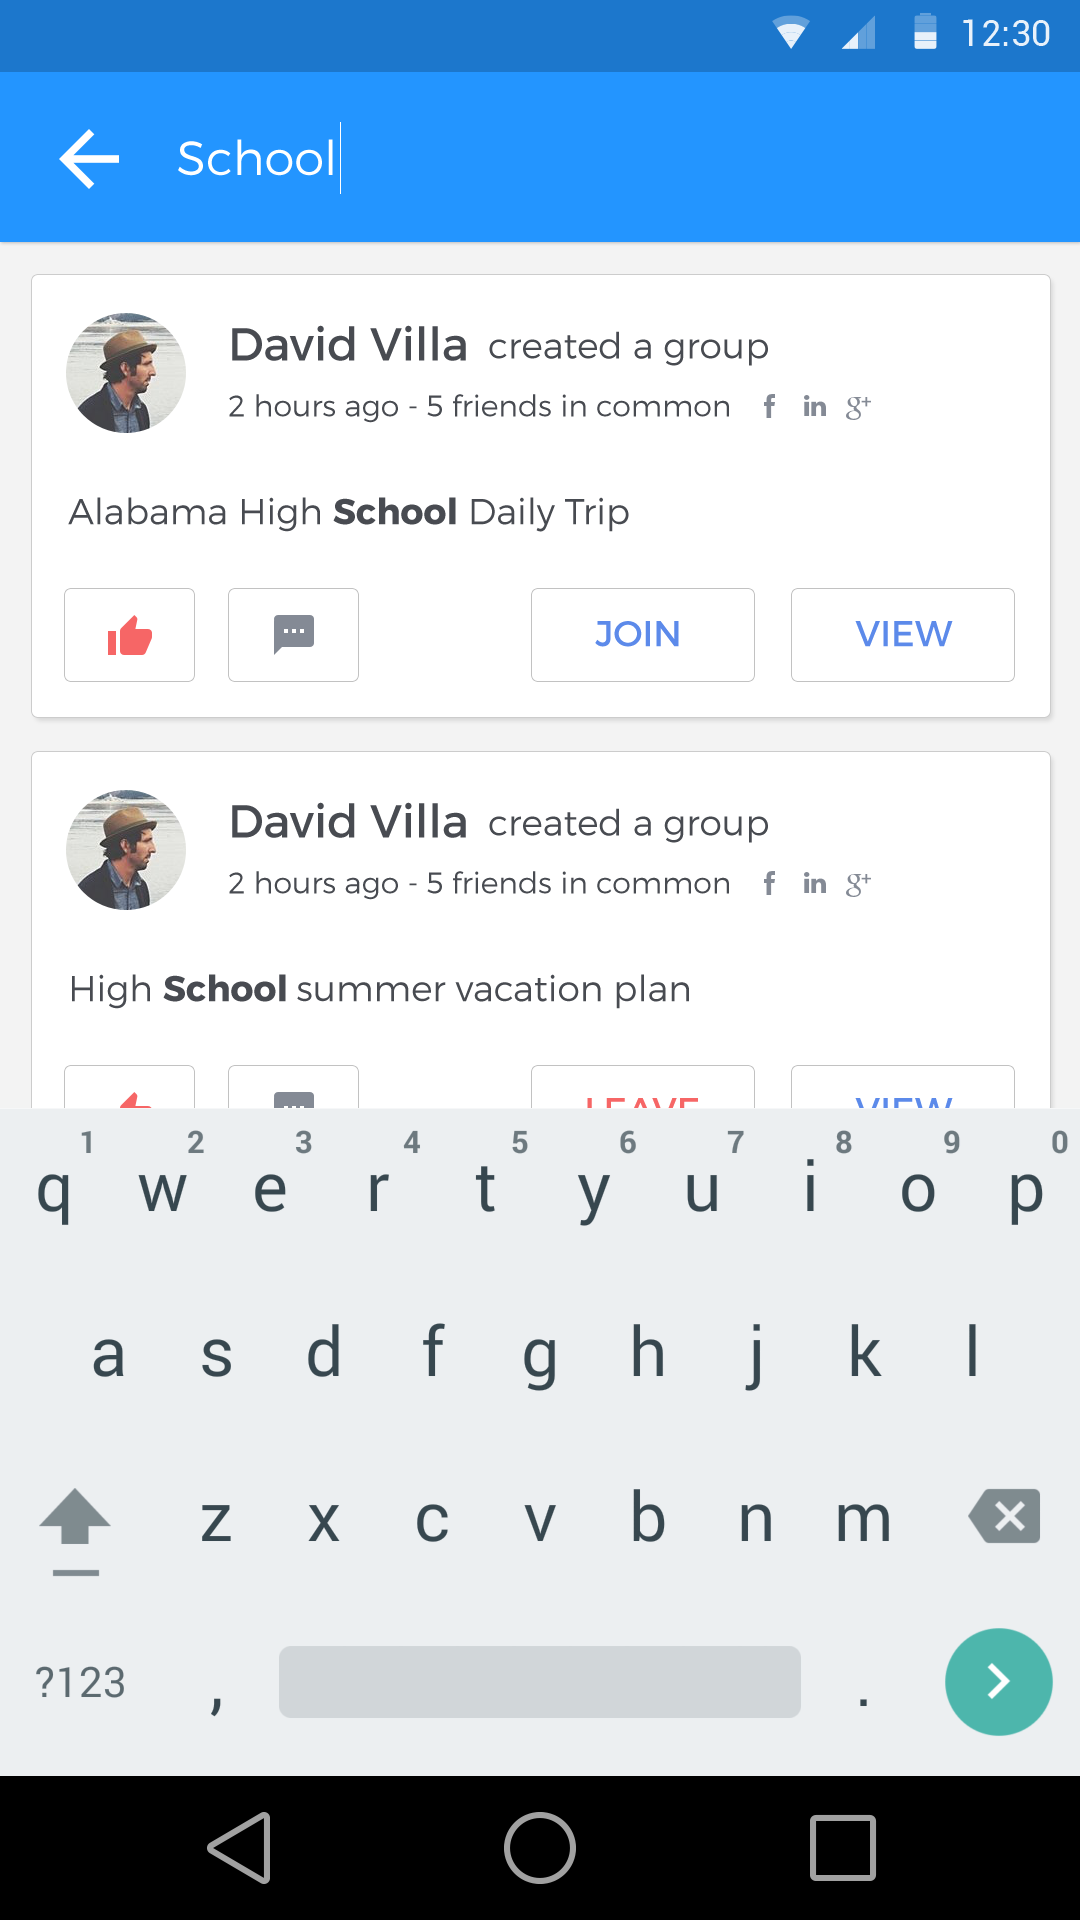 12:30
School
David Villa created a group
2 hours ago - 5 friends in common f in g+
Alabama High School Daily Trip
JOIN VIEW
David Villa created a group
2 hours ago - 5 friends in common f in g+
High School summer vacation plan
LEAVE VIEW
1 2 3 4 5 6 7 8 9 0
q w e r t y u i o p
a s d f g h j k l
z x c v b n m
?123 , .